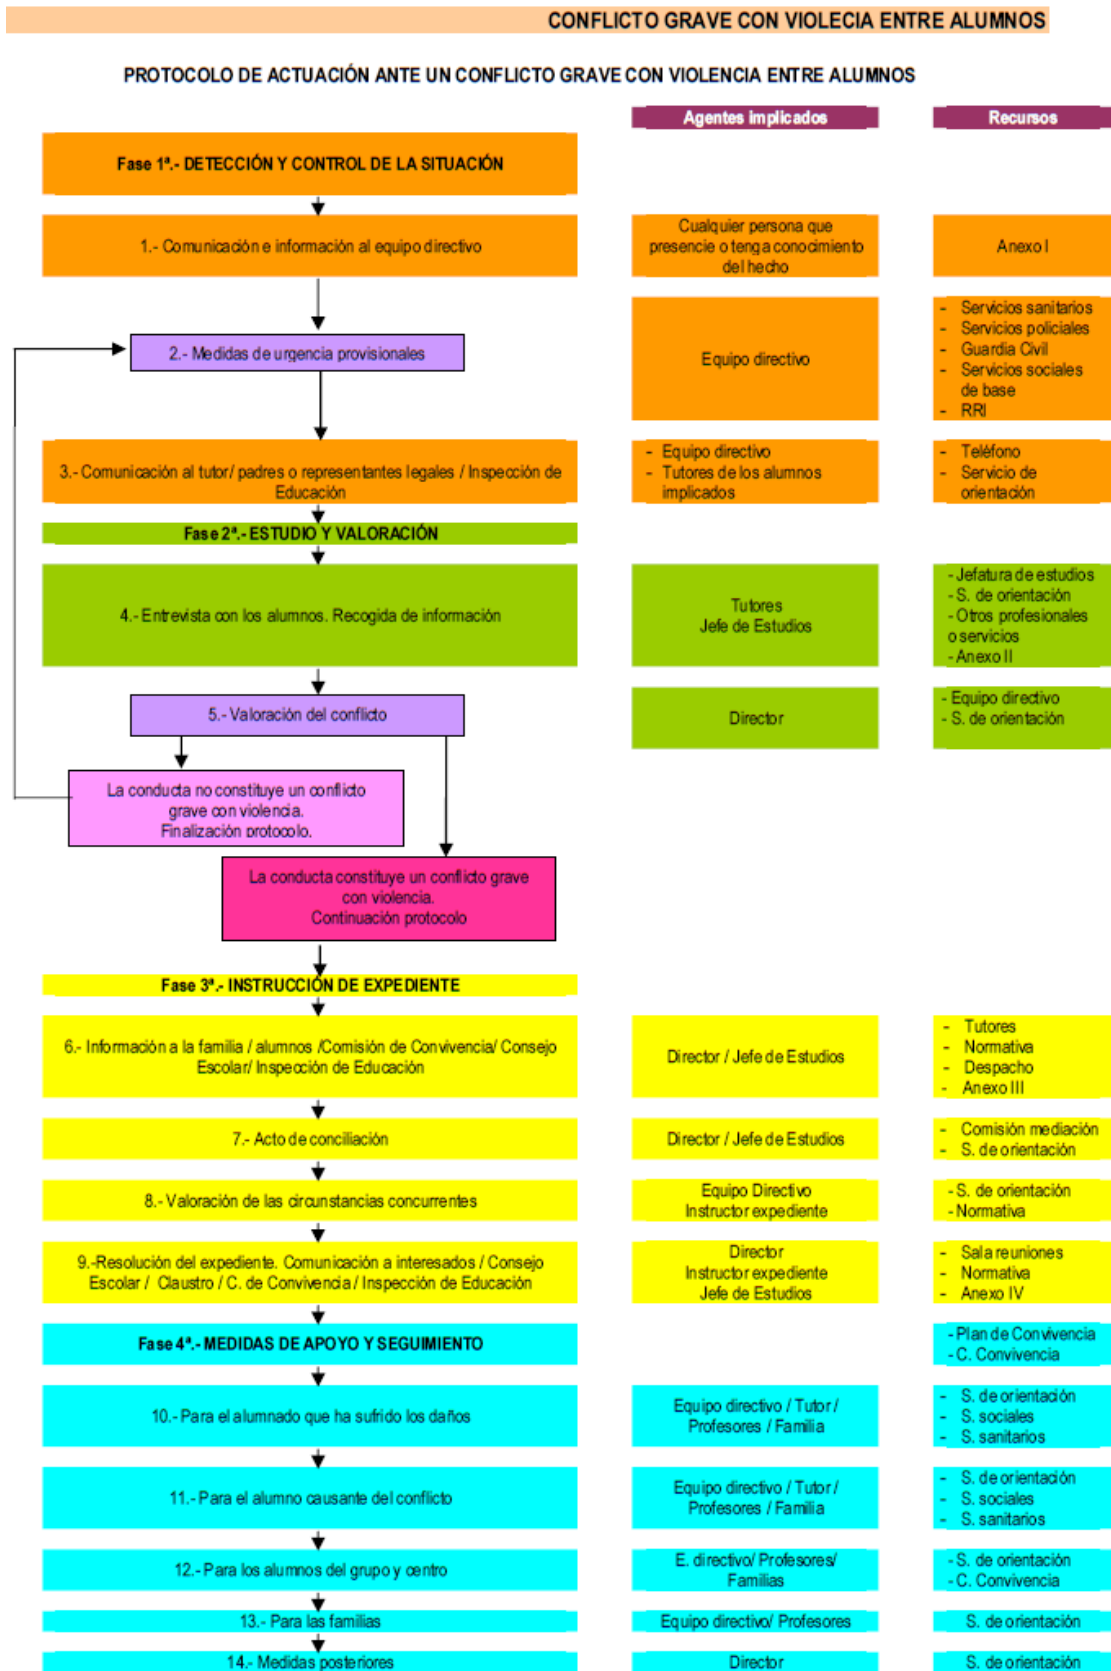 CONFLICTO GRAVE CON VIOLECIA ENTRE ALUMNOS
PROTOCOLO DE ACTUACIÓN ANTE UN CONFLICTO GRAVE CON VIOLENCIA ENTRE ALUMNOS
Agentes implicados
Recursos
Fase 1ª.- DETECCIÓN Y CONTROL DE LA SITUACIÓN
1.- Comunicación e información al equipo directivo
Cualquier persona que
presencie o tenga conocimiento
del hecho
Anexo I
2.- Medidas de urgencia provisionales
Equipo directivo
- Servicios sanitarios
- Servicios policiales
- Guardia Civil
- Servicios sociales
de base
- RRI
3.- Comunicación al tutor/ padres o representantes legales / Inspección de
Educación
- Equipo directivo
- Tutores de los alumnos
implicados
- Teléfono
- Servicio de
orientación
Fase 2ª.- ESTUDIO Y VALORACIÓN
4.- Entrevista con los alumnos. Recogida de información
Tutores
Jefe de Estudios
- Jefatura de estudios
- S. de orientación
- Otros profesionales
o servicios
- Anexo II
5.- Valoración del conflicto
Director
- Equipo directivo
- S. de orientación
La conducta no constituye un conflicto
grave con violencia.
Finalización protocolo.
La conducta constituye un conflicto grave
con violencia.
Continuación protocolo
Fase 3ª.- INSTRUCCIÓN DE EXPEDIENTE
6.- Información a la familia / alumnos /Comisión de Convivencia/ Consejo
Escolar/ Inspección de Educación
Director / Jefe de Estudios
- Tutores
- Normativa
- Despacho
- Anexo III
7.- Acto de conciliación
Director / Jefe de Estudios
- Comisión mediación
- S. de orientación
8.- Valoración de las circunstancias concurrentes
Equipo Directivo
Instructor expediente
- S. de orientación
- Normativa
9.-Resolución del expediente. Comunicación a interesados / Consejo
Escolar / Claustro / C. de Convivencia / Inspección de Educación
Director
Instructor expediente
Jefe de Estudios
- Sala reuniones
- Normativa
- Anexo IV
Fase 4ª.- MEDIDAS DE APOYO Y SEGUIMIENTO
- Plan de Convivencia
- C. Convivencia
10.- Para el alumnado que ha sufrido los daños
Equipo directivo / Tutor /
Profesores / Familia
- S. de orientación
- S. sociales
- S. sanitarios
11.- Para el alumno causante del conflicto
Equipo directivo / Tutor /
Profesores / Familia
- S. de orientación
- S. sociales
- S. sanitarios
12.- Para los alumnos del grupo y centro
E. directivo/ Profesores/
Familias
- S. de orientación
- C. Convivencia
13.- Para las familias
Equipo directivo/ Profesores
S. de orientación
14.- Medidas posteriores
Director
S. de orientación